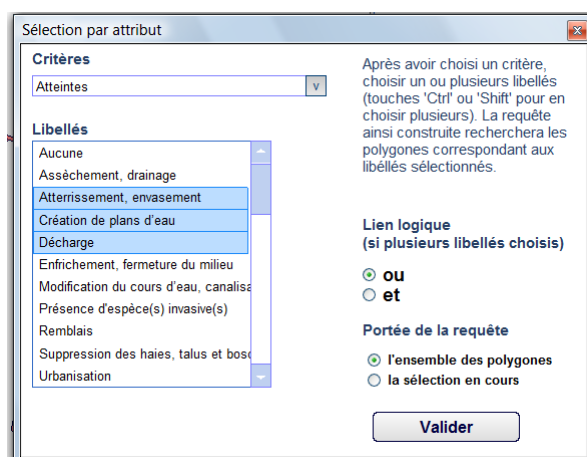 Sélection par attribut
Critères
Atteintes
v
Libellés
Aucune
Assèchement, drainage
Atterrissement, envasement
Création de plans d'eau
Décharge
Enfrichement, fermeture du milieu
Modification du cours d'eau, canalisa
Présence d'espèce(s) invasive(s)
Remblais
Suppression des haies, talus et bosc
Urbanisation
Après avoir choisi un critère,
choisir un ou plusieurs libellés
(touches 'Ctrl' ou 'Shift' pour en
choisir plusieurs). La requête
ainsi construite recherchera les
polygones correspondant aux
libéllés sélectionnés.
Lien logique
(si plusieurs libellés choisis)
ou
et
Portée de la requête
l'ensemble des polygones
la sélection en cours
Valider